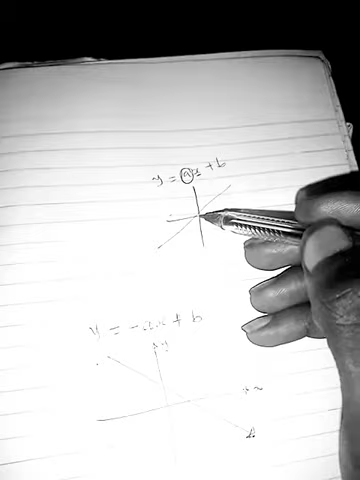 y = ax + b
y = -ax + b
y
x